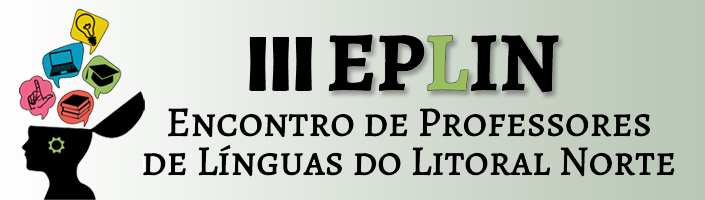 III EPLIN
Encontro de Professores
de Línguas do Litoral Norte